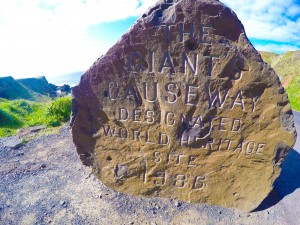 THE
GIANT'S
CAUSEWAY
DESIGNATED
WORLD HERITAGE
SITE
1986